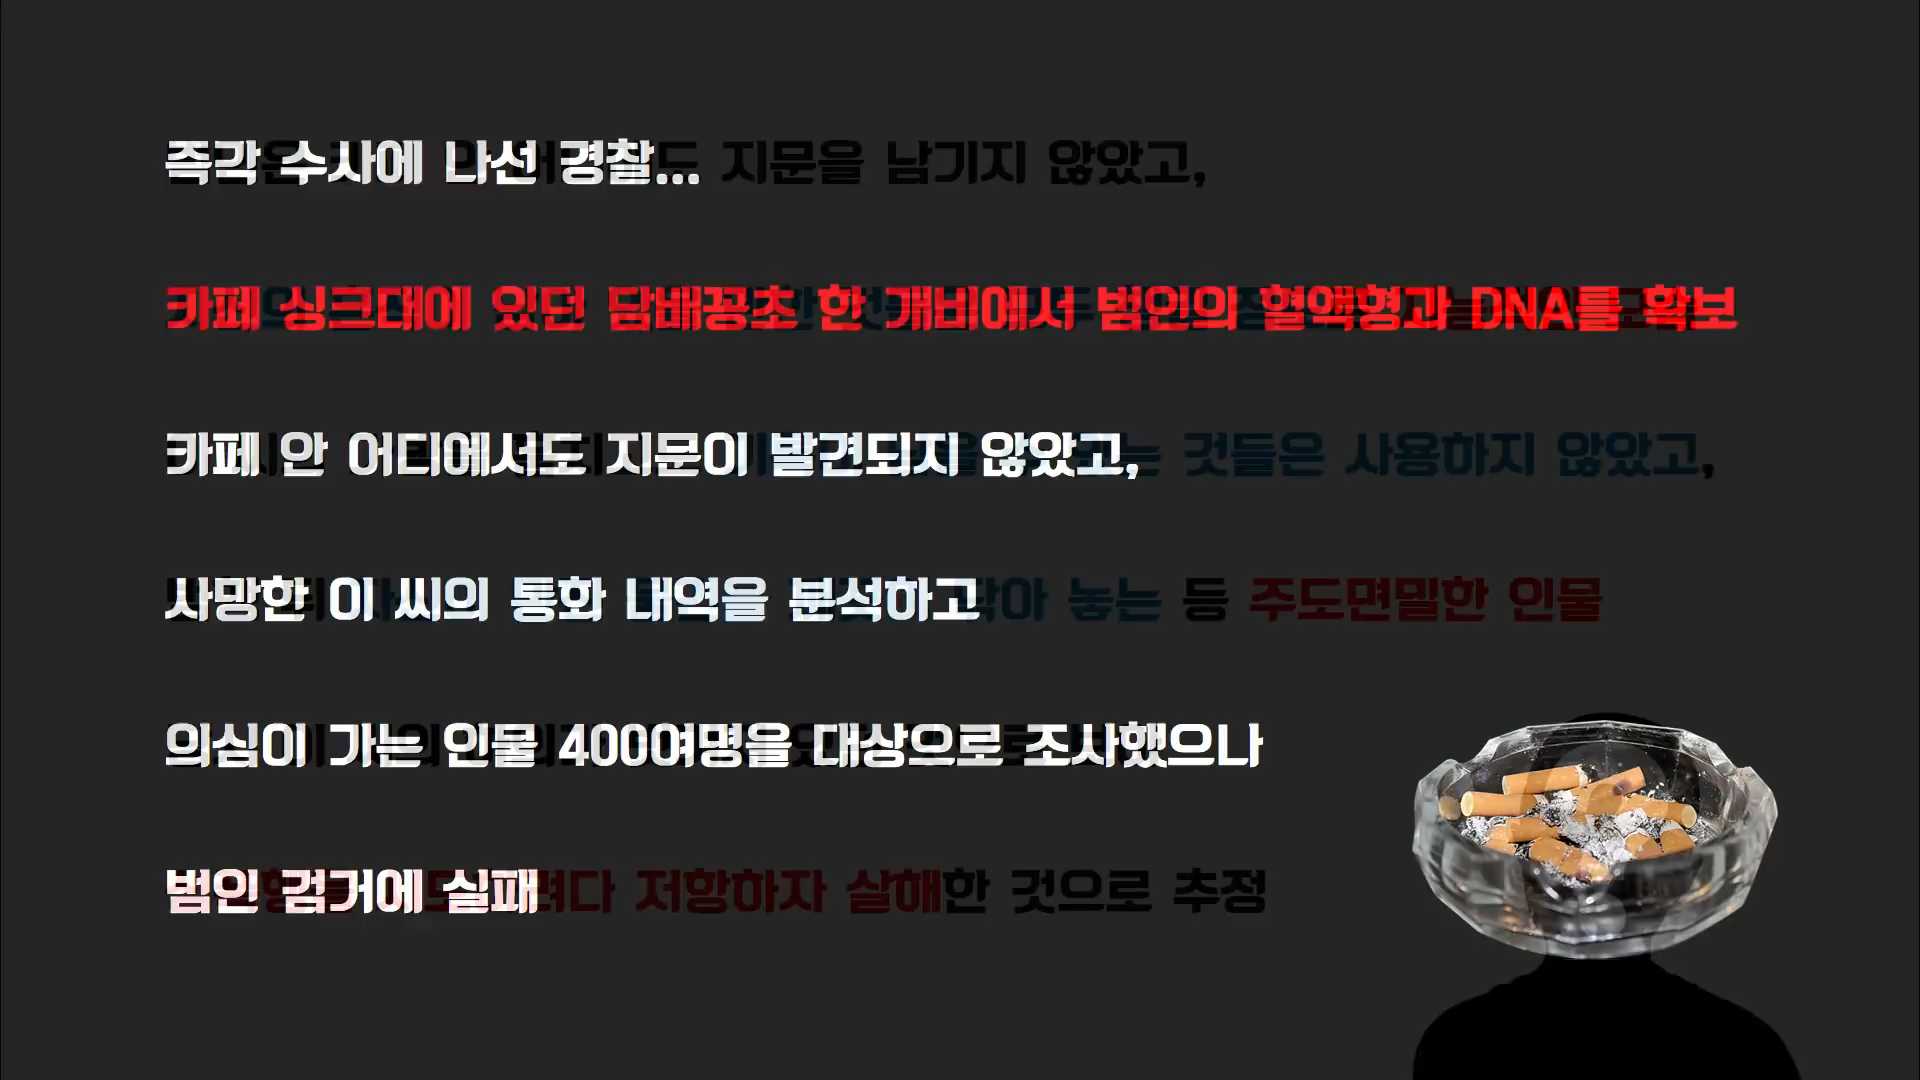 즉각 수사에 나선 경찰... 지문을 남기지 않았고,
카페 싱크대에 있던 담배꽁초 한 개비에서 범인의 혈액형과 DNA를 확보
카페 안 어디에서도 지문이 발견되지 않았고, 것들은 사용하지 않았고,
사망한 이 씨의 통화 내역을 분석하고 놓는 등 주도면밀한 인물
의심이 가는 인물 400여명을 대상으로 조사했으나
범인 검거에 실패 저항하자 살해한 것으로 추정